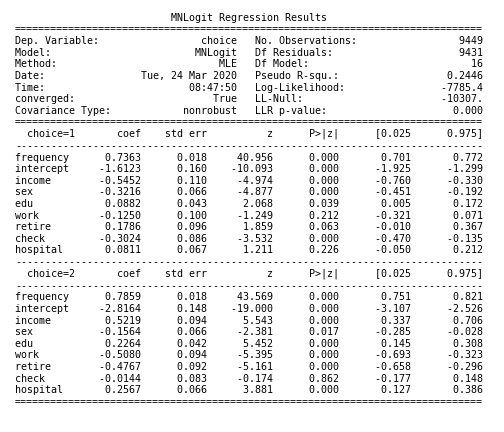 MNLogit Regression Results
==============================================================================
Dep. Variable:                 choice   No. Observations:                 9449
Model:                        MNLogit   Df Residuals:                     9431
Method:                           MLE   Df Model:                           16
Date:                Tue, 24 Mar 2020   Pseudo R-squ.:                  0.2446
Time:                        08:47:50   Log-Likelihood:                -7785.4
converged:                       True   LL-Null:                       -10307.
Covariance Type:            nonrobust   LLR p-value:                     0.000
==============================================================================
choice=1       coef    std err          z      P>|z|      [0.025      0.975]
------------------------------------------------------------------------------
frequency      0.7363      0.018     40.956      0.000       0.701       0.772
intercept     -1.6123      0.160    -10.093      0.000      -1.925      -1.299
income        -0.5452      0.110     -4.974      0.000      -0.760      -0.330
sex           -0.3216      0.066     -4.877      0.000      -0.451      -0.192
edu            0.0882      0.043      2.068      0.039       0.005       0.172
work          -0.1250      0.100     -1.249      0.212      -0.321       0.071
retire         0.1786      0.096      1.859      0.063      -0.010       0.367
check         -0.3024      0.086     -3.532      0.000      -0.470      -0.135
hospital       0.0811      0.067      1.211      0.226      -0.050       0.212
------------------------------------------------------------------------------
choice=2       coef    std err          z      P>|z|      [0.025      0.975]
------------------------------------------------------------------------------
frequency      0.7859      0.018     43.569      0.000       0.751       0.821
intercept     -2.8164      0.148    -19.000      0.000      -3.107      -2.526
income         0.5219      0.094      5.543      0.000       0.337       0.706
sex           -0.1564      0.066     -2.381      0.017      -0.285      -0.028
edu            0.2264      0.042      5.452      0.000       0.145       0.308
work          -0.5080      0.094     -5.395      0.000      -0.693      -0.323
retire        -0.4767      0.092     -5.161      0.000      -0.658      -0.296
check         -0.0144      0.083     -0.174      0.862      -0.177       0.148
hospital       0.2567      0.066      3.881      0.000       0.127       0.386
==============================================================================